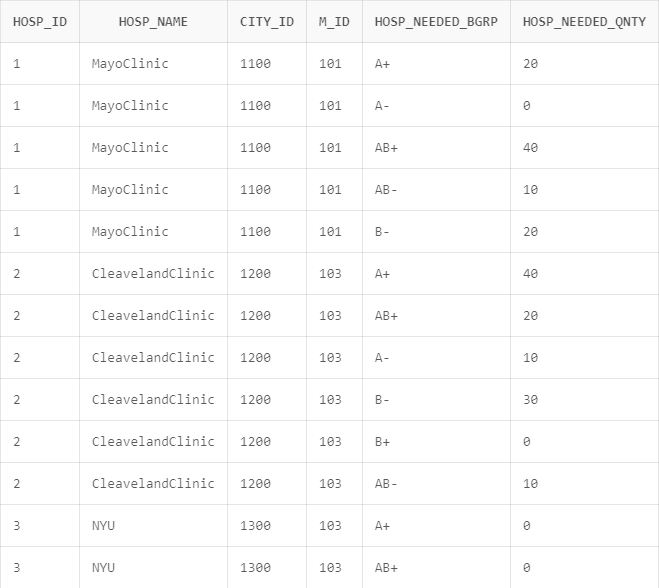 HOSP_ID HOSP_NAME CITY_ID M_ID HOSP_NEEDED_BGRP HOSP_NEEDED_QNTY
1 MayoClinic 1100 101 A+ 20
1 MayoClinic 1100 101 A- 0
1 MayoClinic 1100 101 AB+ 40
1 MayoClinic 1100 101 AB- 10
1 MayoClinic 1100 101 B- 20
2 CleavelandClinic 1200 103 A+ 40
2 CleavelandClinic 1200 103 AB+ 20
2 CleavelandClinic 1200 103 A- 10
2 CleavelandClinic 1200 103 B- 30
2 CleavelandClinic 1200 103 B+ 0
2 CleavelandClinic 1200 103 AB- 10
3 NYU 1300 103 A+ 0
3 NYU 1300 103 AB+ 0